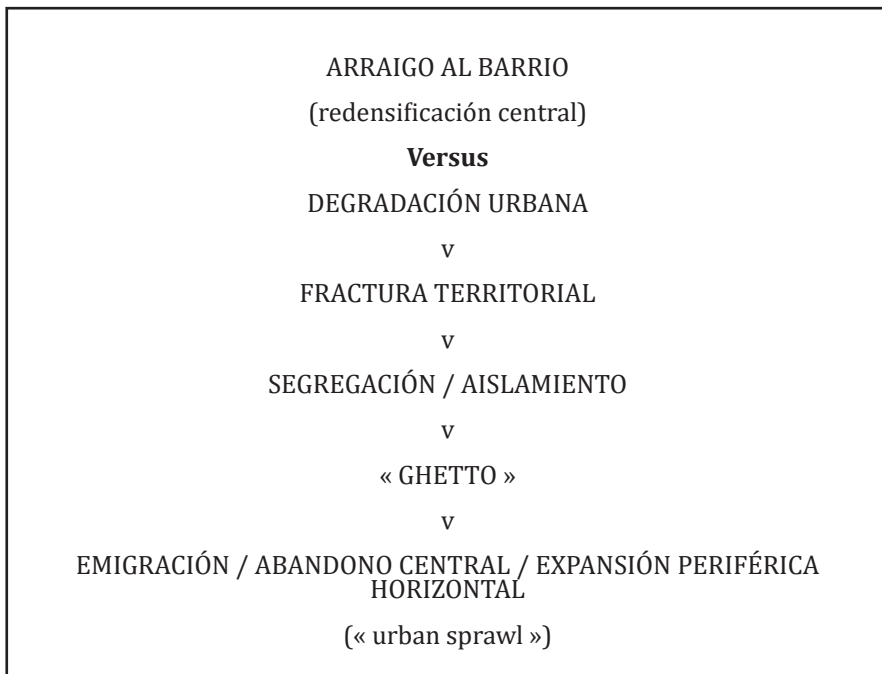 ARRAIGO AL BARRIO
(redensificación central)
Versus
DEGRADACIÓN URBANA
v
FRACTURA TERRITORIAL
v
SEGREGACIÓN / AISLAMIENTO
v
« GHETTO »
v
EMIGRACIÓN / ABANDONO CENTRAL / EXPANSIÓN PERIFÉRICA
HORIZONTAL
(« urban sprawl »)